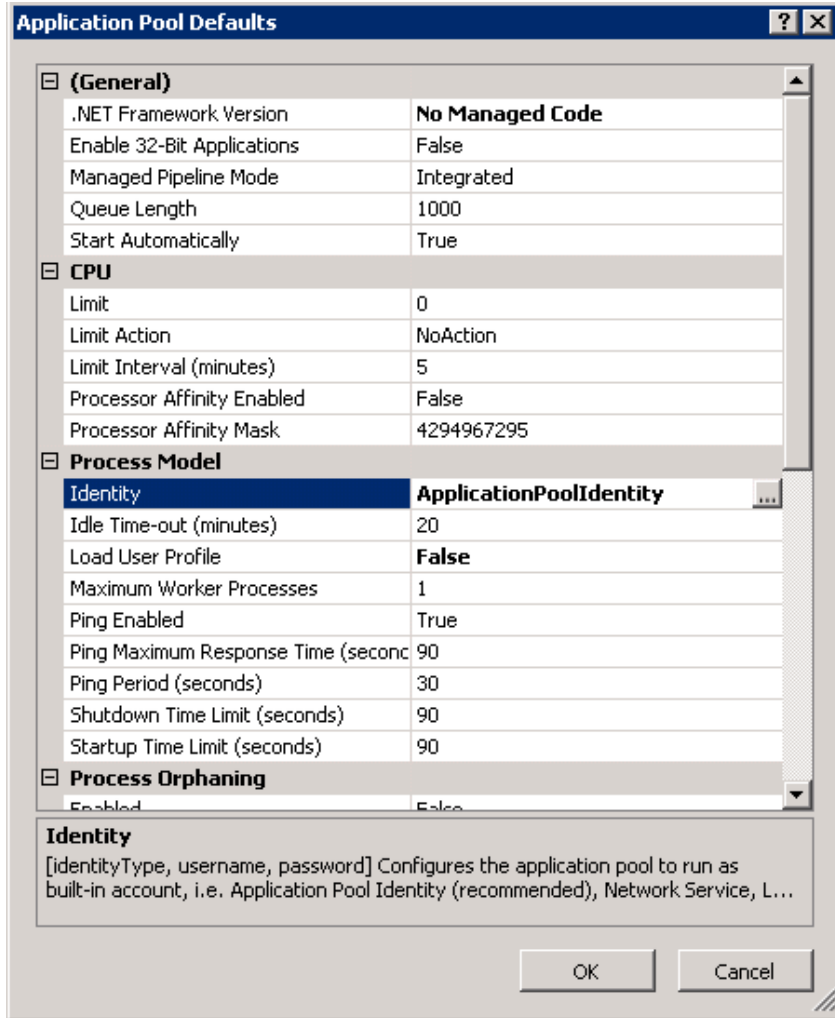 Application Pool Defaults
(General)
.NET Framework Version No Managed Code
Enable 32-Bit Applications False
Managed Pipeline Mode Integrated
Queue Length 1000
Start Automatically True
CPU
Limit 0
Limit Action NoAction
Limit Interval (minutes) 5
Processor Affinity Enabled False
Processor Affinity Mask 4294967295
Process Model
Identity ApplicationPoolIdentity ...
Idle Time-out (minutes) 20
Load User Profile False
Maximum Worker Processes 1
Ping Enabled True
Ping Maximum Response Time (second 90
Ping Period (seconds) 30
Shutdown Time Limit (seconds) 90
Startup Time Limit (seconds) 90
Process Orphaning
Enabled False
Identity
[identityType, username, password] Configures the application pool to run as
built-in account, i.e. Application Pool Identity (recommended), Network Service, L...
OK Cancel